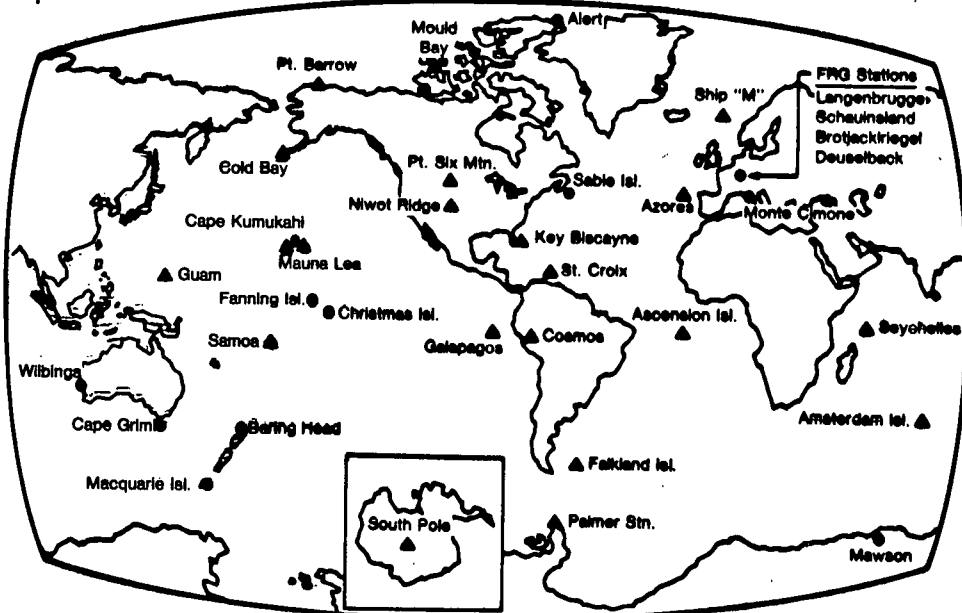 Alert
Mould
Bay
Pt. Barrow
FRG Stations
Ship "M"
Langenbrugge
Schauinsland
Brotjackiriegel
Deuselback
Cold Bay
Pt. Six Mtn.
Sable Isl.
Niwot Ridge
Azores
Monte Cimone
Cape Kumukahi
Key Biscayne
Mauna Loa
Guam
St. Croix
Fanning Isl.
Christmas Isl.
Ascension Isl.
Samoa
Galapagos
Cosmos
Seychelles
Wilbinga
Cape Grim
Baring Head
Amsterdam Isl.
Macquarie Isl.
Falkland Isl.
South Pole
Palmer Stn.
Mawson